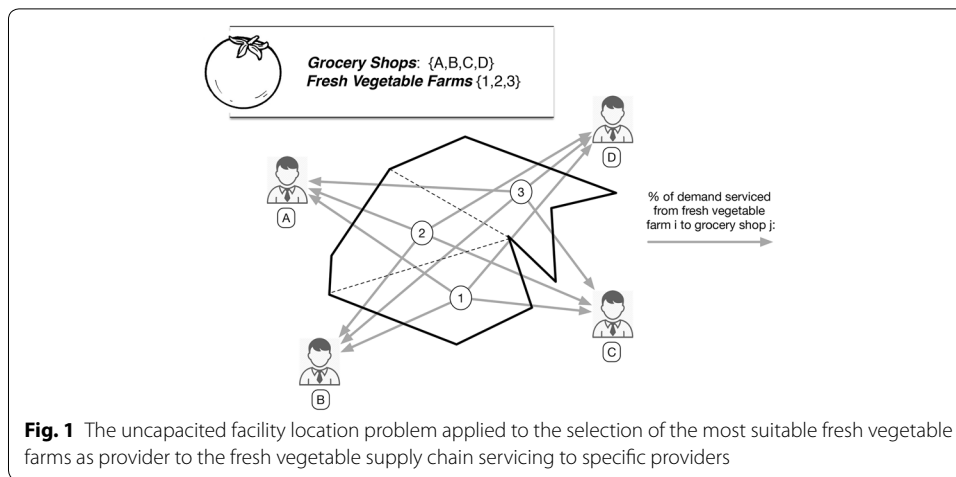 Grocery Shops: {A,B,C,D}
Fresh Vegetable Farms {1,2,3}
D
3
A
% of demand serviced
from fresh vegetable
farm i to grocery shop j:
2
1
C
B
Fig. 1 The uncapacited facility location problem applied to the selection of the most suitable fresh vegetable
farms as provider to the fresh vegetable supply chain servicing to specific providers